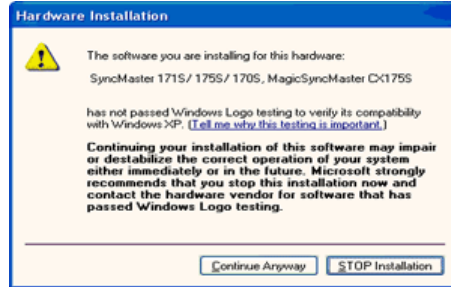 Hardware Installation
The software you are installing for this hardware:
SyncMaster 171S/ 175S/ 170S, MagicSyncMaster CX175S
has not passed Windows Logo testing to verify its compatibility
with Windows XP. (Tell me why this testing is important.)
Continuing your installation of this software may impair
or destabilize the correct operation of your system
either immediately or in the future. Microsoft strongly
recommends that you stop this installation now and
contact the hardware vendor for software that has
passed Windows Logo testing.
Continue Anyway STOP Installation